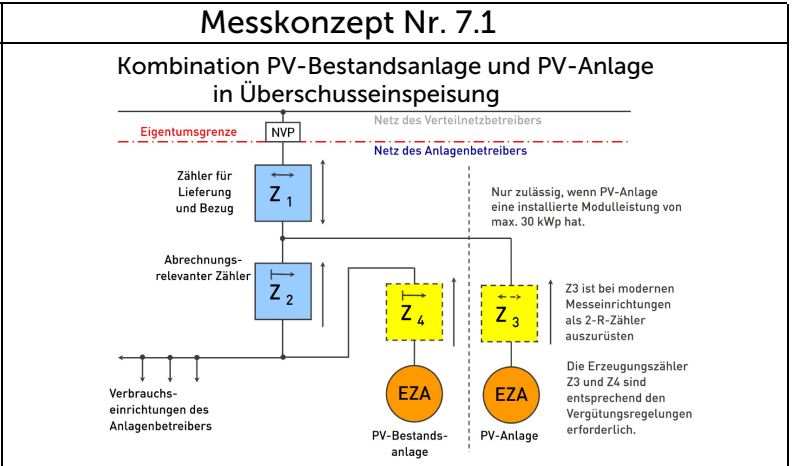 Messkonzept Nr. 7.1
Kombination PV-Bestandsanlage und PV-Anlage
in Überschusseinspeisung
Netz des Verteilnetzbetreibers
Eigentumsgrenze
NVP
Netz des Anlagenbetreibers
Zähler für
Lieferung
und Bezug
Z 1
Nur zulässig, wenn PV-Anlage
eine installierte Modulleistung von
max. 30 kWp hat.
Abrechnungs-
relevanter Zähler
Z 2
Z 4
Z 3
Z3 ist bei modernen
Messeinrichtungen
als 2-R-Zähler
auszurüsten
Verbrauchs-
einrichtungen des
Anlagenbetreibers
EZA
EZA
Die Erzeugungszähler
Z3 und Z4 sind
entsprechend den
Vergütungsregelungen
erforderlich.
PV-Bestands-
anlage
PV-Anlage